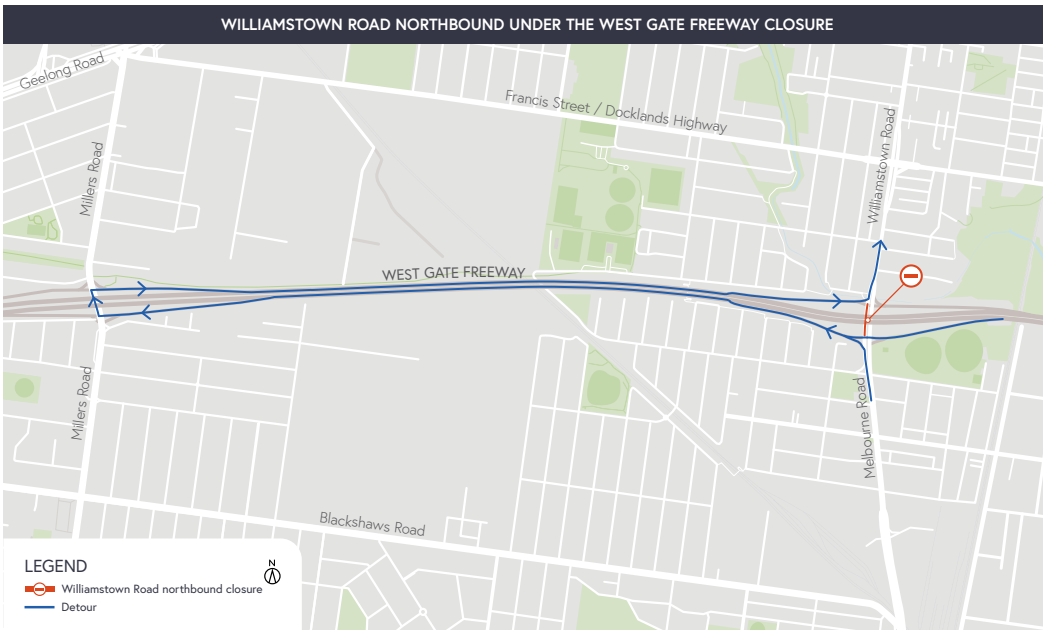 WILLIAMSTOWN ROAD NORTHBOUND UNDER THE WEST GATE FREEWAY CLOSURE
Geelong Road
Francis Street / Docklands Highway
Millers Road
Williamstown Road
WEST GATE FREEWAY
Millers Road
Melbourne Road
Blackshaws Road
LEGEND
N
Williamstown Road northbound closure
Detour